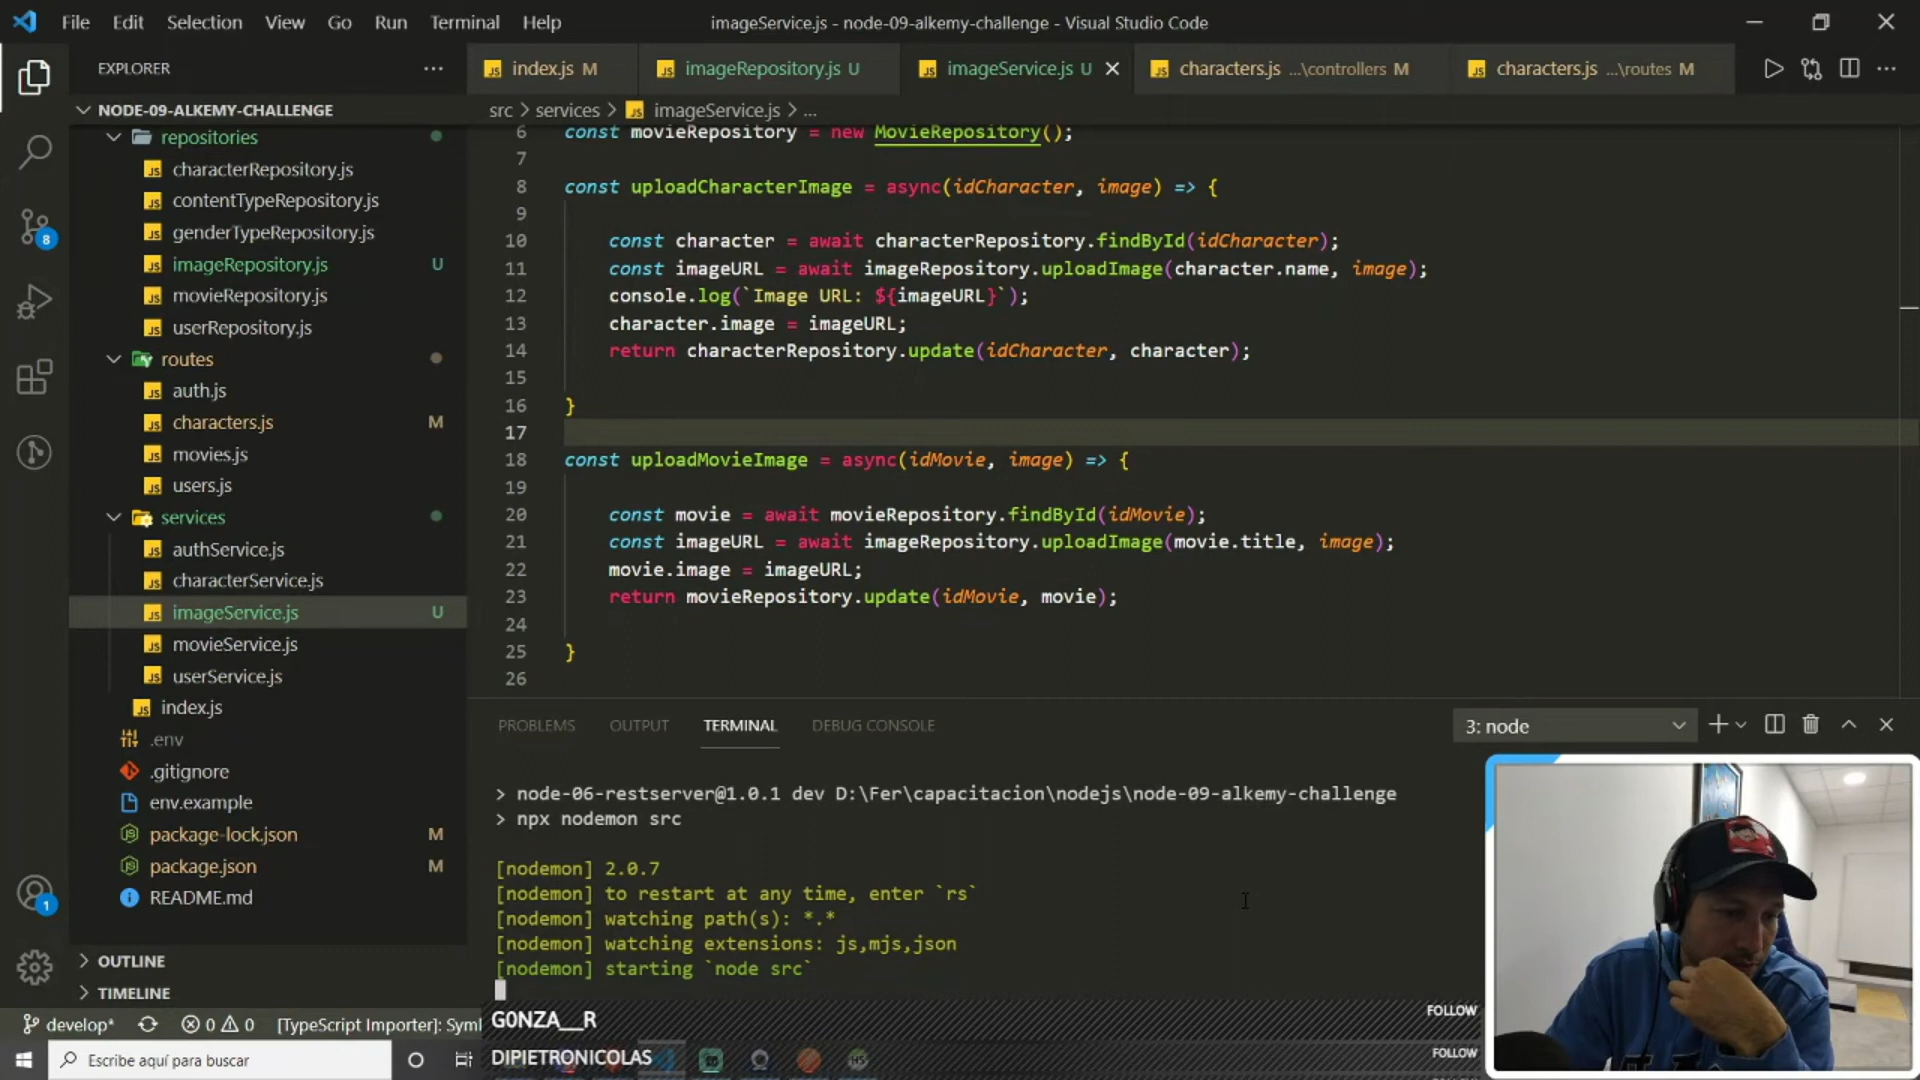 File Edit Selection View Go Run Terminal Help
imageService.js - node-09-alkemy-challenge - Visual Studio Code
EXPLORER
index.js M
imageRepository.js U
imageService.js U
characters.js ...\controllers M
characters.js ...\routes M
NODE-09-ALKEMY-CHALLENGE
src > services > imageService.js > ...
repositories
characterRepository.js
contentTypeRepository.js
genderTypeRepository.js
imageRepository.js U
movieRepository.js
userRepository.js
routes
auth.js
characters.js M
movies.js
users.js
services
authService.js
characterService.js
imageService.js U
movieService.js
userService.js
index.js
.env
.gitignore
env.example
package-lock.json M
package.json M
README.md
OUTLINE
TIMELINE
8
1
6 const movieRepository = new MovieRepository();
7
8 const uploadCharacterImage = async(idCharacter, image) => {
9
10 const character = await characterRepository.findById(idCharacter);
11 const imageURL = await imageRepository.uploadImage(character.name, image);
12 console.log(`Image URL: ${imageURL}`);
13 character.image = imageURL;
14 return characterRepository.update(idCharacter, character);
15
16 }
17
18 const uploadMovieImage = async(idMovie, image) => {
19
20 const movie = await movieRepository.findById(idMovie);
21 const imageURL = await imageRepository.uploadImage(movie.title, image);
22 movie.image = imageURL;
23 return movieRepository.update(idMovie, movie);
24
25 }
26
PROBLEMS OUTPUT TERMINAL DEBUG CONSOLE
3: node
> node-06-restserver@1.0.1 dev D:\Fer\capacitacion\nodejs\node-09-alkemy-challenge
> npx nodemon src
[nodemon] 2.0.7
[nodemon] to restart at any time, enter `rs`
[nodemon] watching path(s): *.*
[nodemon] watching extensions: js,mjs,json
[nodemon] starting `node src`
G0NZA__R FOLLOW
DIPIETRONICOLAS FOLLOW
develop* 0 0 [TypeScript Importer]: Syml
Escribe aquí para buscar